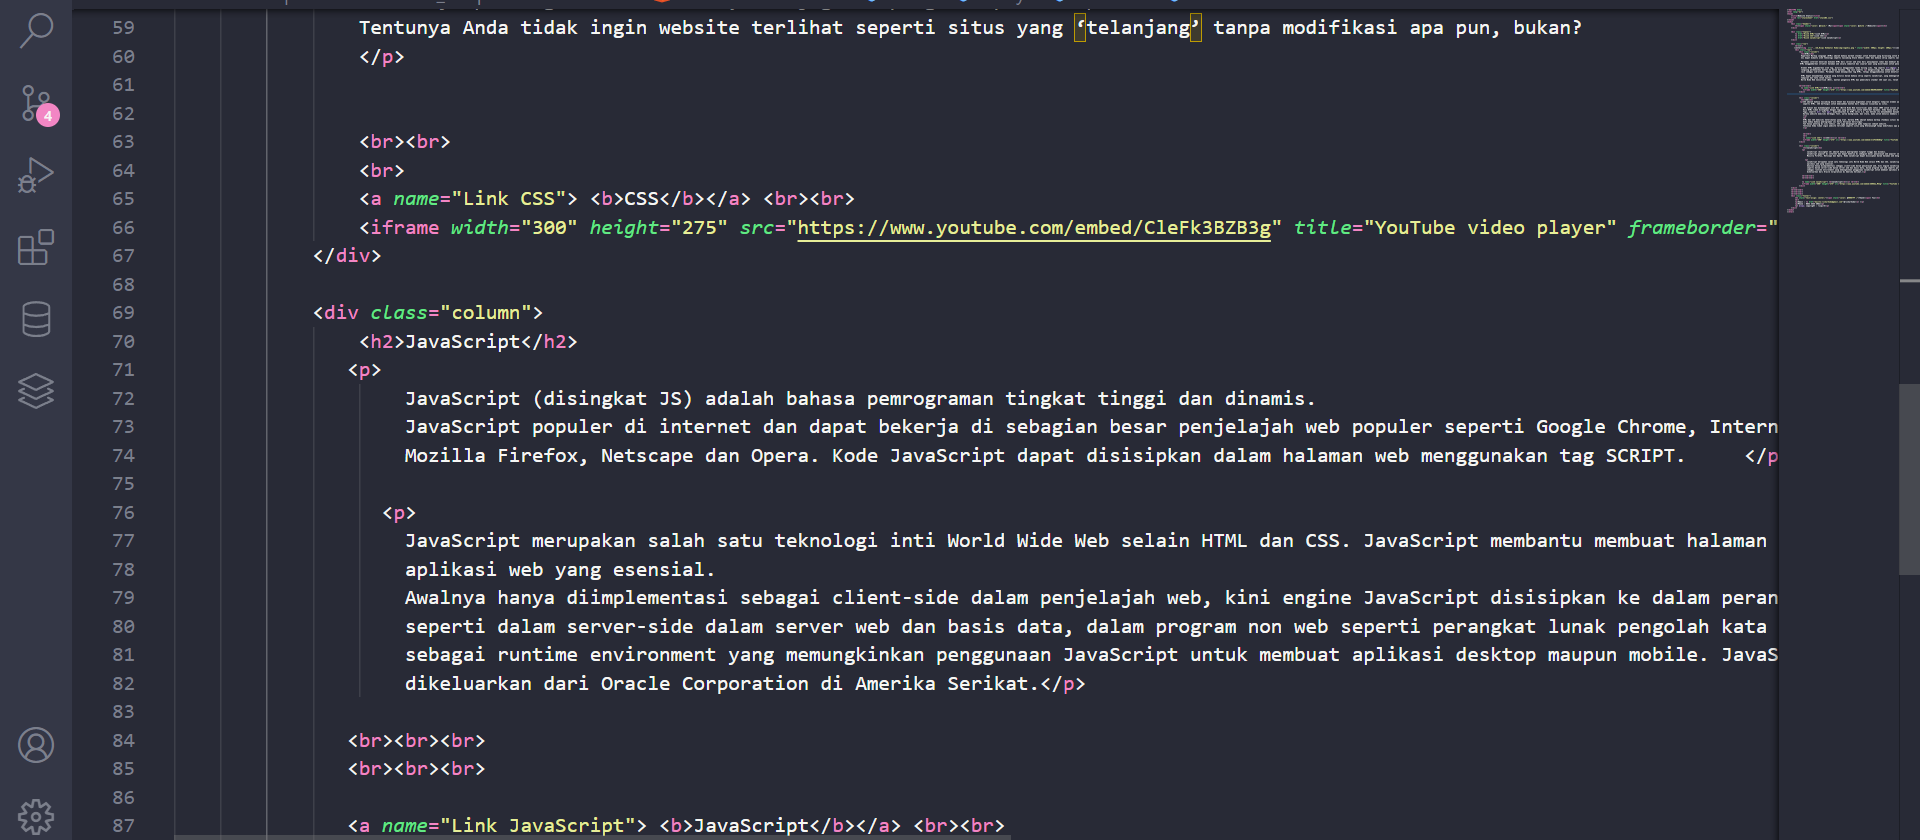 59 Tentunya Anda tidak ingin website terlihat seperti situs yang ‘telanjang’ tanpa modifikasi apa pun, bukan?
60 </p>
61
62
63 <br><br>
64 <br>
65 <a name="Link CSS"> <b>CSS</b></a> <br><br>
66 <iframe width="300" height="275" src="https://www.youtube.com/embed/CleFk3BZB3g" title="YouTube video player" frameborder="
67 </div>
68
69 <div class="column">
70 <h2>JavaScript</h2>
71 <p>
72 JavaScript (disingkat JS) adalah bahasa pemrograman tingkat tinggi dan dinamis.
73 JavaScript populer di internet dan dapat bekerja di sebagian besar penjelajah web populer seperti Google Chrome, Intern
74 Mozilla Firefox, Netscape dan Opera. Kode JavaScript dapat disisipkan dalam halaman web menggunakan tag SCRIPT. </p
75
76 <p>
77 JavaScript merupakan salah satu teknologi inti World Wide Web selain HTML dan CSS. JavaScript membantu membuat halaman
78 aplikasi web yang esensial.
79 Awalnya hanya diimplementasi sebagai client-side dalam penjelajah web, kini engine JavaScript disisipkan ke dalam peran
80 seperti dalam server-side dalam server web dan basis data, dalam program non web seperti perangkat lunak pengolah kata
81 sebagai runtime environment yang memungkinkan penggunaan JavaScript untuk membuat aplikasi desktop maupun mobile. JavaS
82 dikeluarkan dari Oracle Corporation di Amerika Serikat.</p>
83
84 <br><br><br>
85 <br><br><br>
86
87 <a name="Link JavaScript"> <b>JavaScript</b></a> <br><br>
4